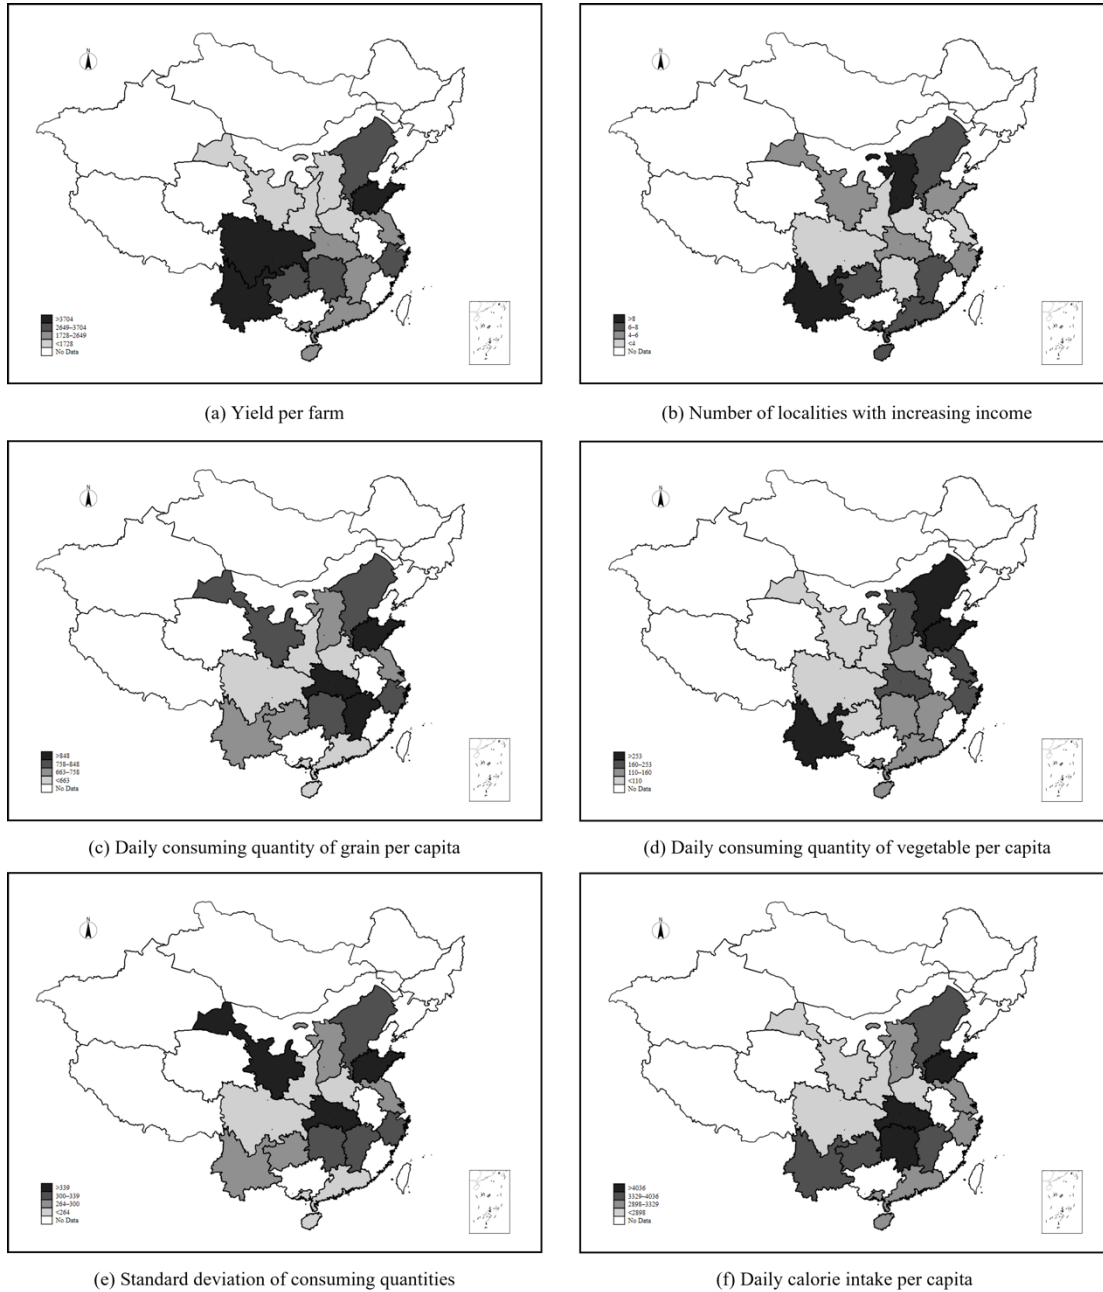 N
N
>3704
2649–3704
1728–2649
<1728
No Data
>8
6–8
4–6
<4
No Data
(a) Yield per farm
(b) Number of localities with increasing income
N
N
>848
758–848
663–758
<663
No Data
>253
160–253
110–160
<110
No Data
(c) Daily consuming quantity of grain per capita
(d) Daily consuming quantity of vegetable per capita
N
N
>339
300–339
264–300
<264
No Data
>4036
3329–4036
2898–3329
<2898
No Data
(e) Standard deviation of consuming quantities
(f) Daily calorie intake per capita